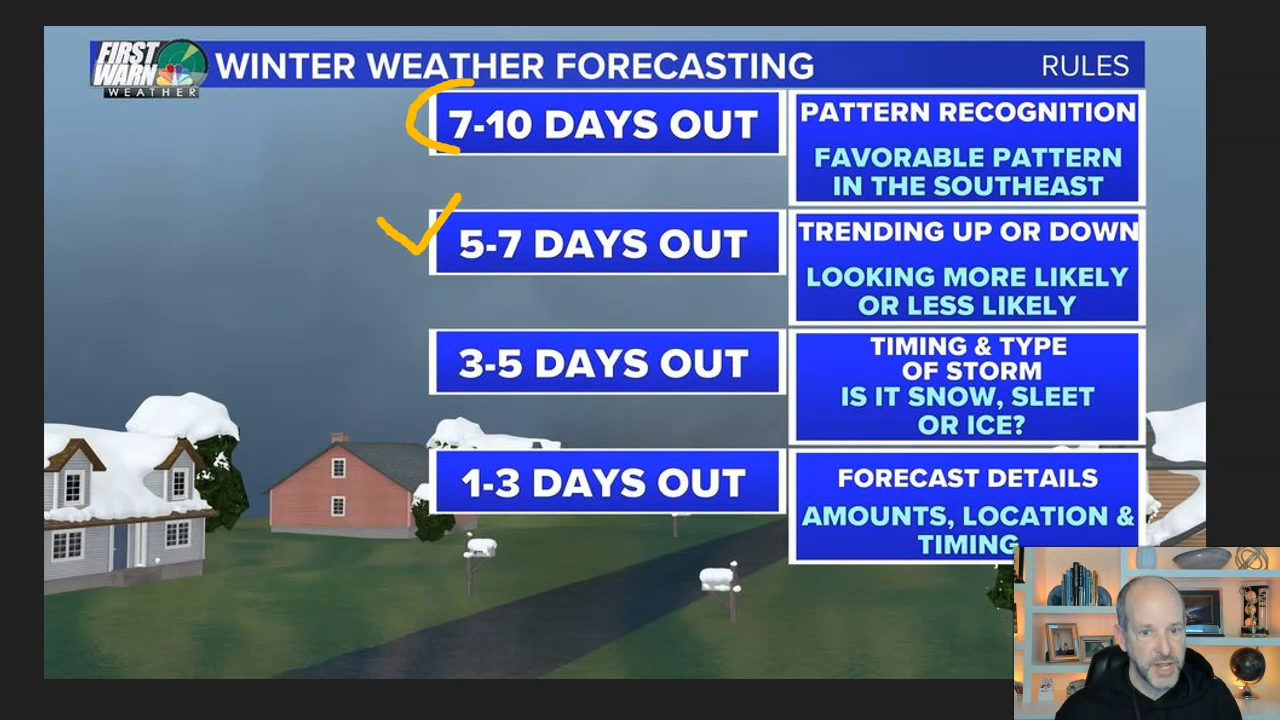 FIRST
WARN
WEATHER
WINTER WEATHER FORECASTING
RULES
7-10 DAYS OUT
PATTERN RECOGNITION
FAVORABLE PATTERN
IN THE SOUTHEAST
5-7 DAYS OUT
TRENDING UP OR DOWN
LOOKING MORE LIKELY
OR LESS LIKELY
3-5 DAYS OUT
TIMING & TYPE
OF STORM
IS IT SNOW, SLEET
OR ICE?
1-3 DAYS OUT
FORECAST DETAILS
AMOUNTS, LOCATION &
TIMING